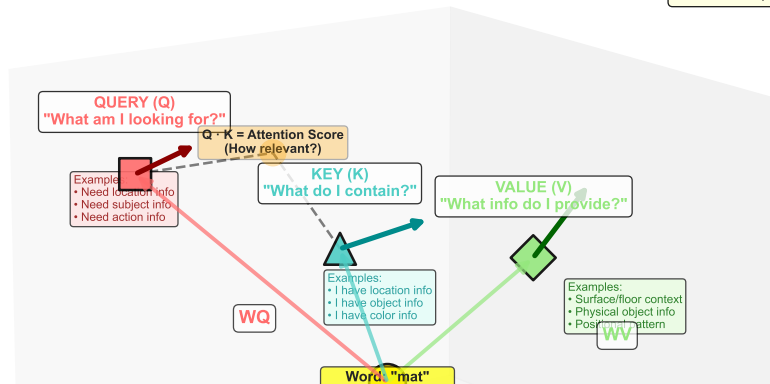 QUERY (Q)
"What am I looking for?"
Q · K = Attention Score
(How relevant?)
Examples:
• Need location info
• Need subject info
• Need action info
KEY (K)
"What do I contain?"
VALUE (V)
"What info do I provide?"
Examples:
• I have location info
• I have object info
• I have color info
Examples:
• Surface/floor context
• Physical object info
• Positional pattern
WQ
WV
Word: "mat"